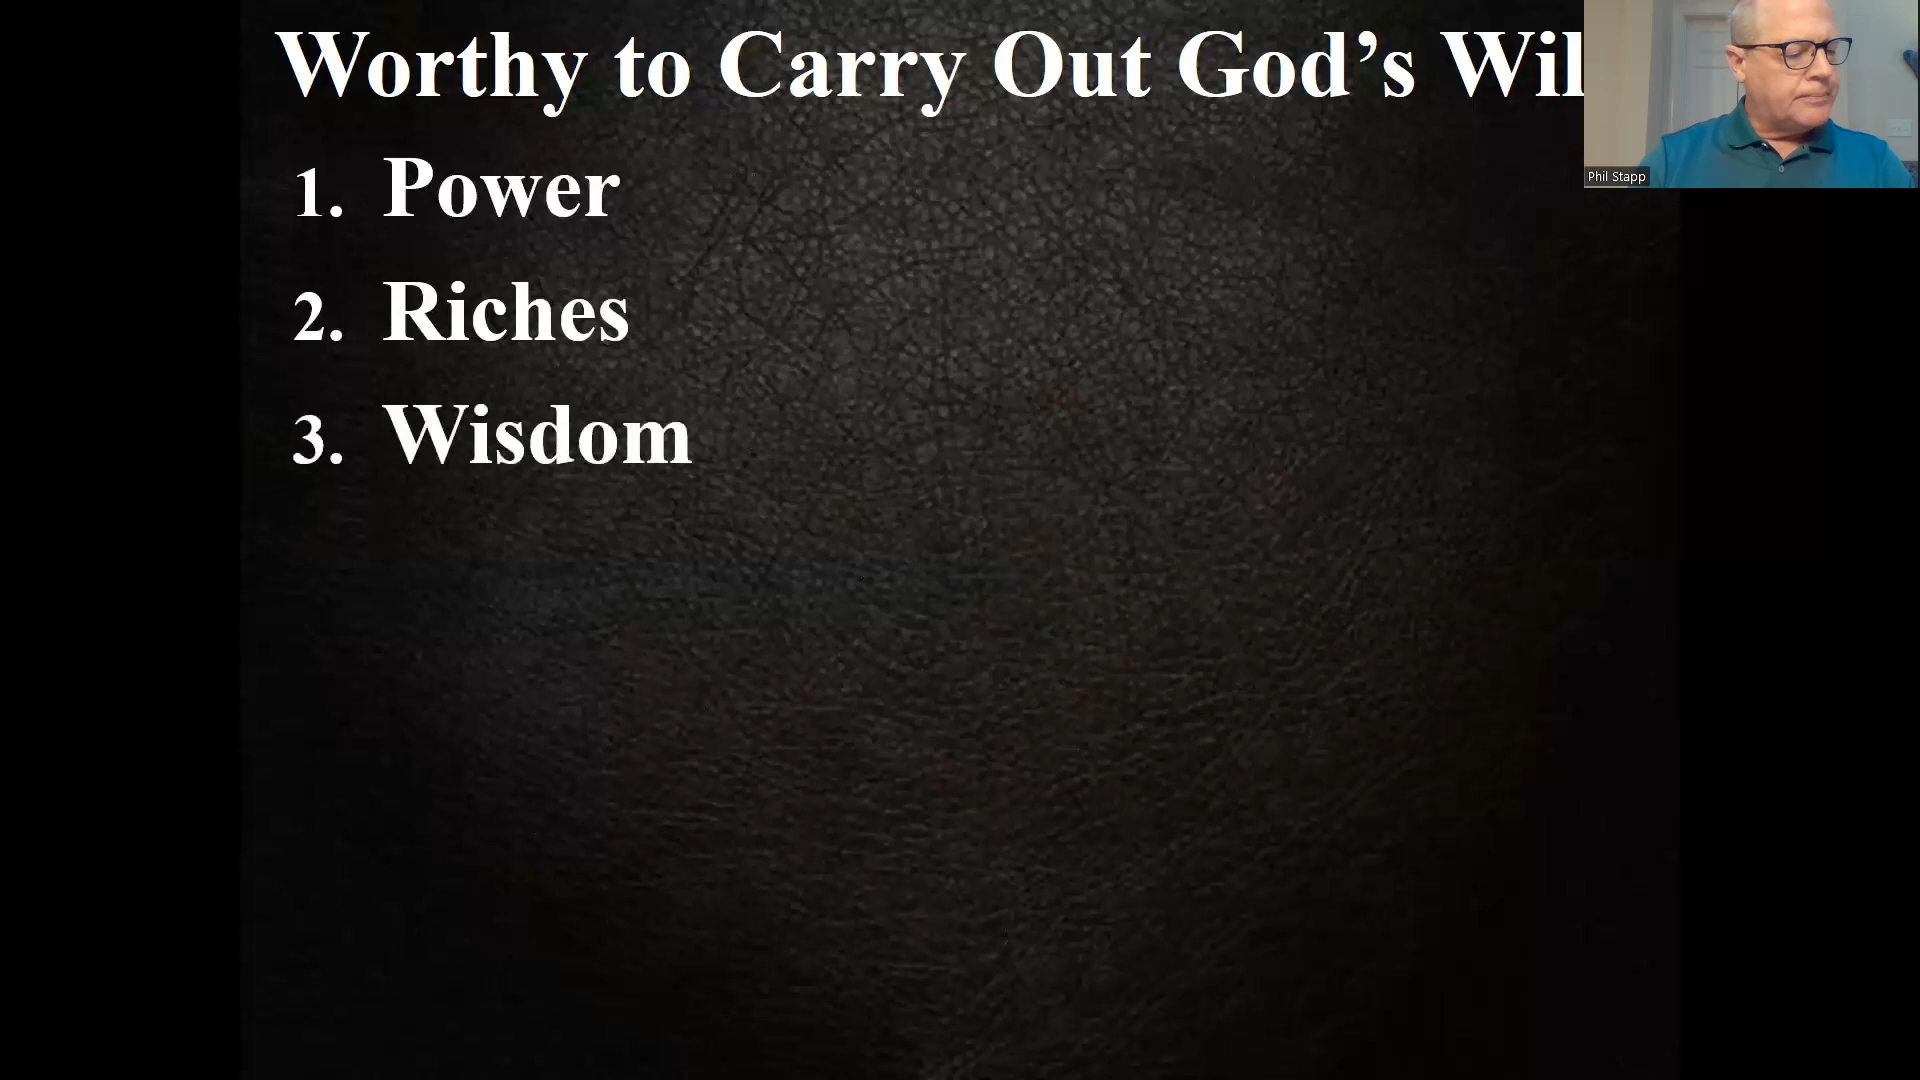 Worthy to Carry Out God’s Wil
1. Power
2. Riches
3. Wisdom
Phil Stapp